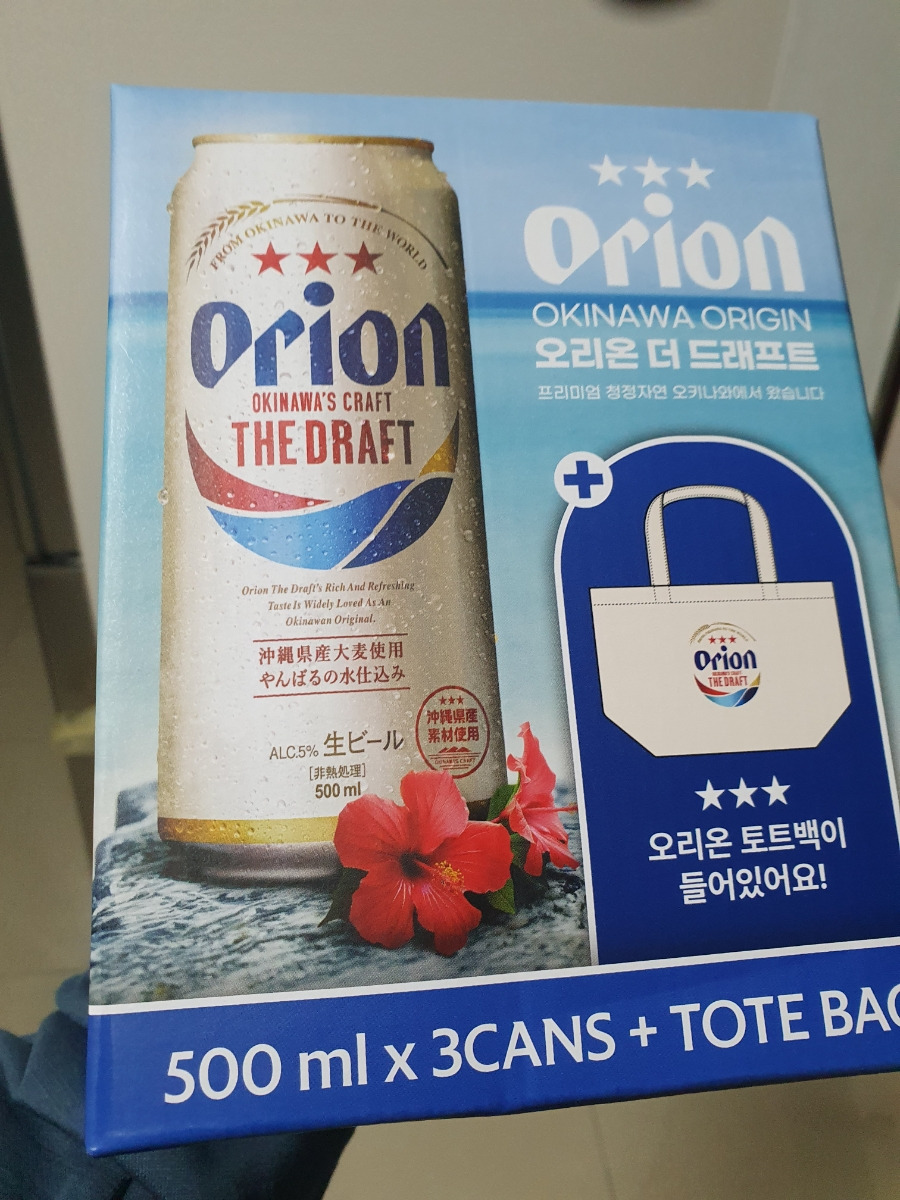 FROM OKINAWA TO THE WORLD
Orion
OKINAWA'S CRAFT
THE DRAFT
Orion The Draft's Rich And Refreshing
Taste Is Widely Loved As An
Okinawan Original.
沖縄県産大麦使用
やんばるの水仕込み
沖縄県産
素材使用
OKINAWA'S CRAFT
ALC.5% 生ビール
[非熱処理]
500 ml
Orion
OKINAWA ORIGIN
오리온 더 드래프트
프리미엄 청정자연 오키나와에서 왔습니다
+
Orion
OKINAWA'S CRAFT
THE DRAFT
오리온 토트백이
들어있어요!
500 ml x 3CANS + TOTE BAG